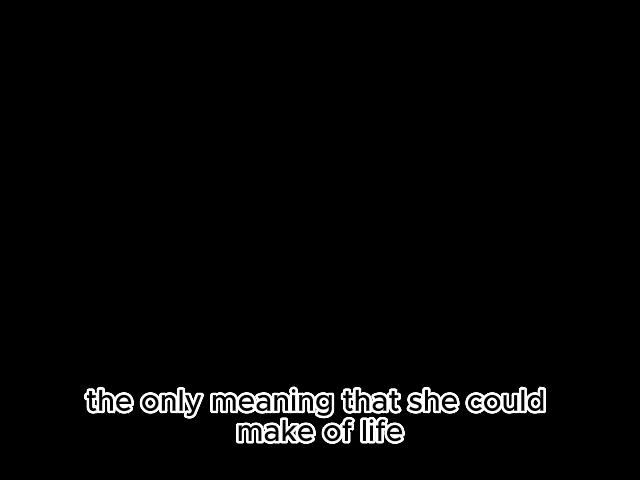 the only meaning that she could
make of life